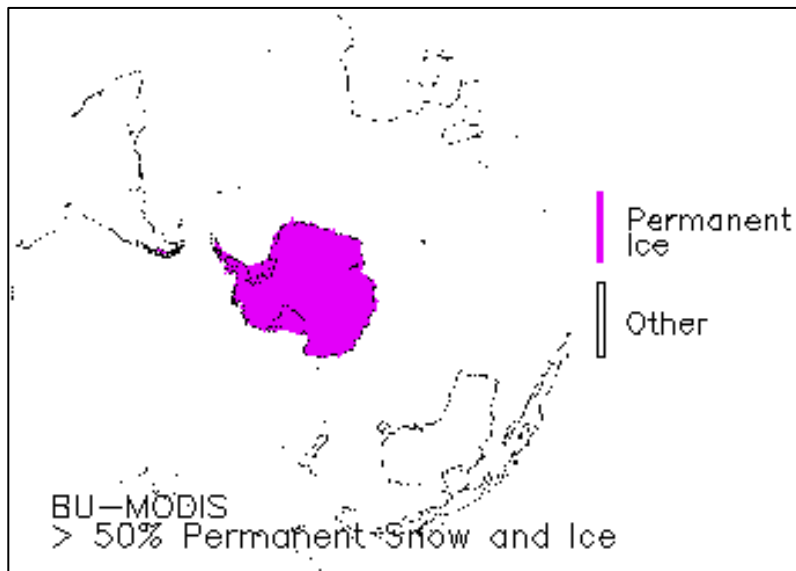 Permanent
Ice
Other
BU-MODIS
> 50% Permanent Snow and Ice